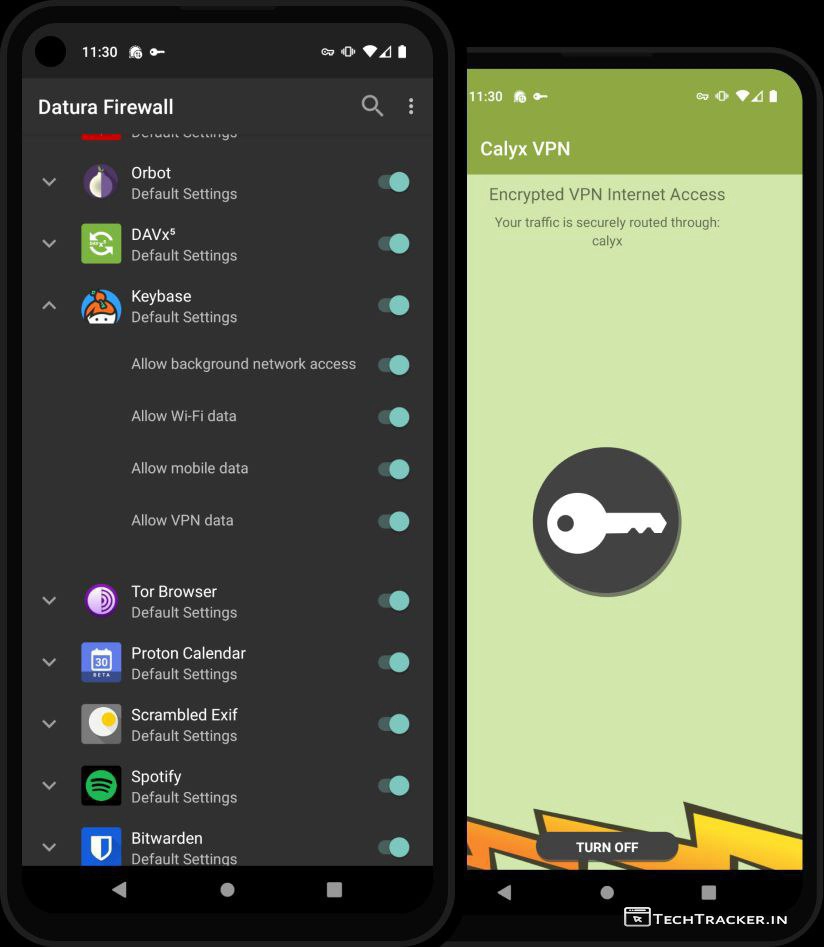 11:30
Datura Firewall
Default Settings
Orbot
Default Settings
DAVx⁵
DAVx⁵
Default Settings
Keybase
Default Settings
Allow background network access
Allow Wi-Fi data
Allow mobile data
Allow VPN data
Tor Browser
Default Settings
30
BETA
Proton Calendar
Default Settings
Scrambled Exif
Default Settings
Spotify
Default Settings
Bitwarden
Default Settings
11:30
Calyx VPN
Encrypted VPN Internet Access
Your traffic is securely routed through:
calyx
TURN OFF
TECHTRACKER.IN